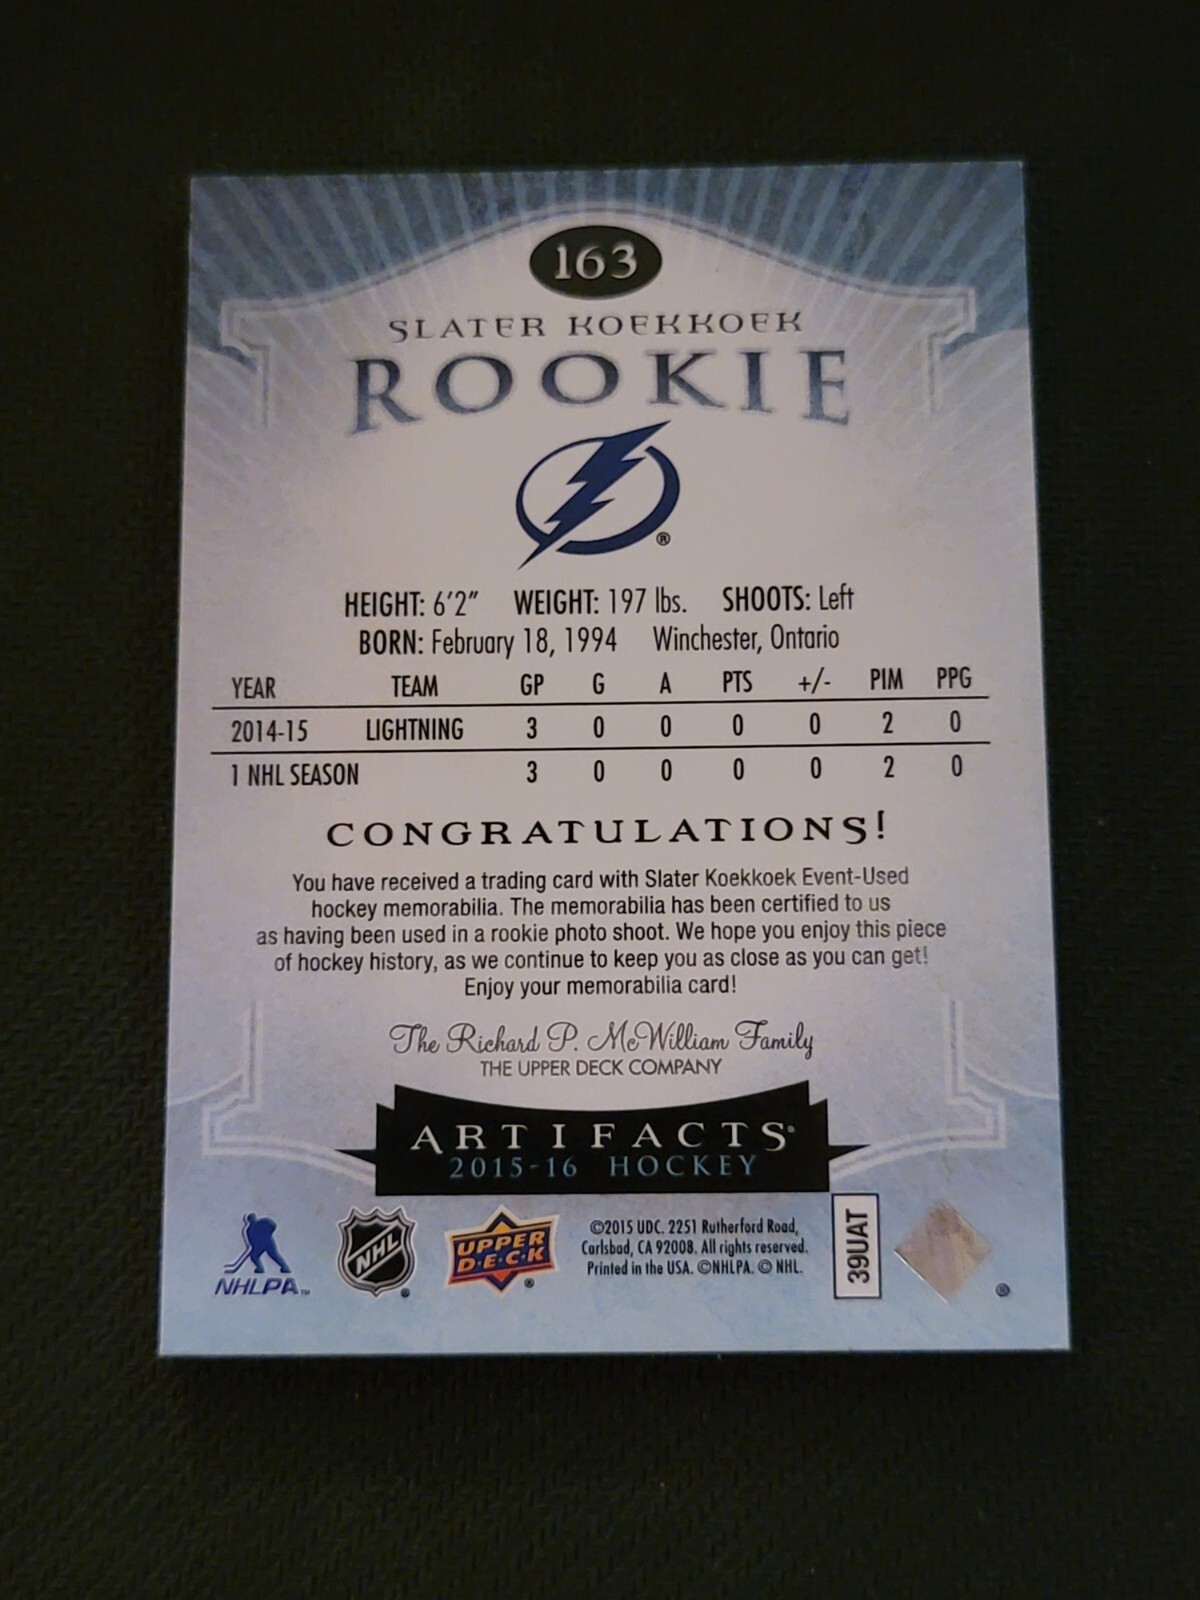 163
SLATER KOEKKOEK
ROOKIE
®
HEIGHT: 6'2" WEIGHT: 197 lbs. SHOOTS: Left
BORN: February 18, 1994 Winchester, Ontario
YEAR TEAM GP G A PTS +/- PIM PPG
2014-15 LIGHTNING 3 0 0 0 0 2 0
1 NHL SEASON 3 0 0 0 0 2 0
CONGRATULATIONS!
You have received a trading card with Slater Koekkoek Event-Used
hockey memorabilia. The memorabilia has been certified to us
as having been used in a rookie photo shoot. We hope you enjoy this piece
of hockey history, as we continue to keep you as close as you can get!
Enjoy your memorabilia card!
The Richard P. McWilliam Family
THE UPPER DECK COMPANY
ARTIFACTS®
2015-16 HOCKEY
NHLPA™
NHL ®
UPPER
D·E·C·K ®
©2015 UDC. 2251 Rutherford Road,
Carlsbad, CA 92008. All rights reserved.
Printed in the USA. ©NHLPA. © NHL.
39UAT
®